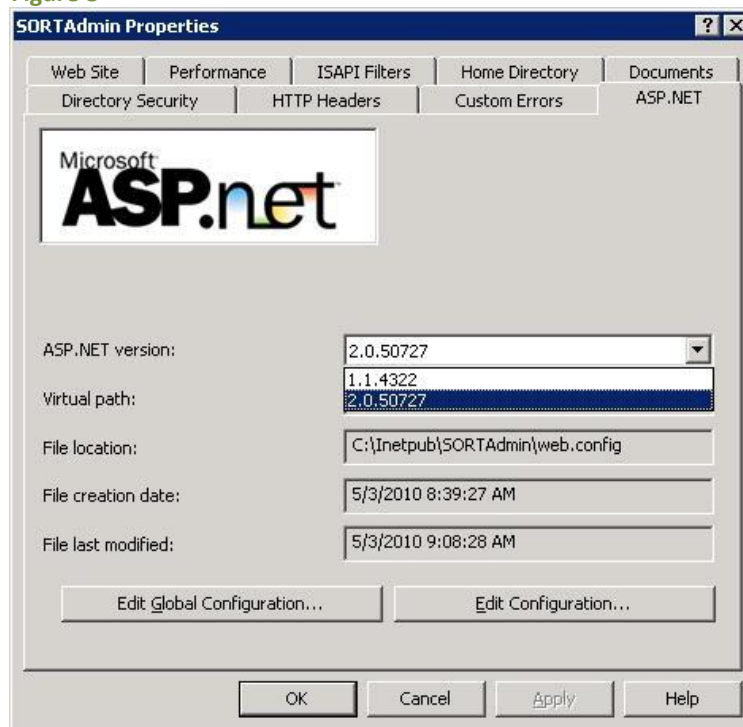 SORTAdmin Properties
Web Site Performance ISAPI Filters Home Directory Documents
Directory Security HTTP Headers Custom Errors ASP.NET
Microsoft
ASP.net
ASP.NET version: 2.0.50727
1.1.4322
Virtual path: 2.0.50727
File location: C:\Inetpub\SORTAdmin\web.config
File creation date: 5/3/2010 8:39:27 AM
File last modified: 5/3/2010 9:08:28 AM
Edit Global Configuration... Edit Configuration...
OK Cancel Apply Help